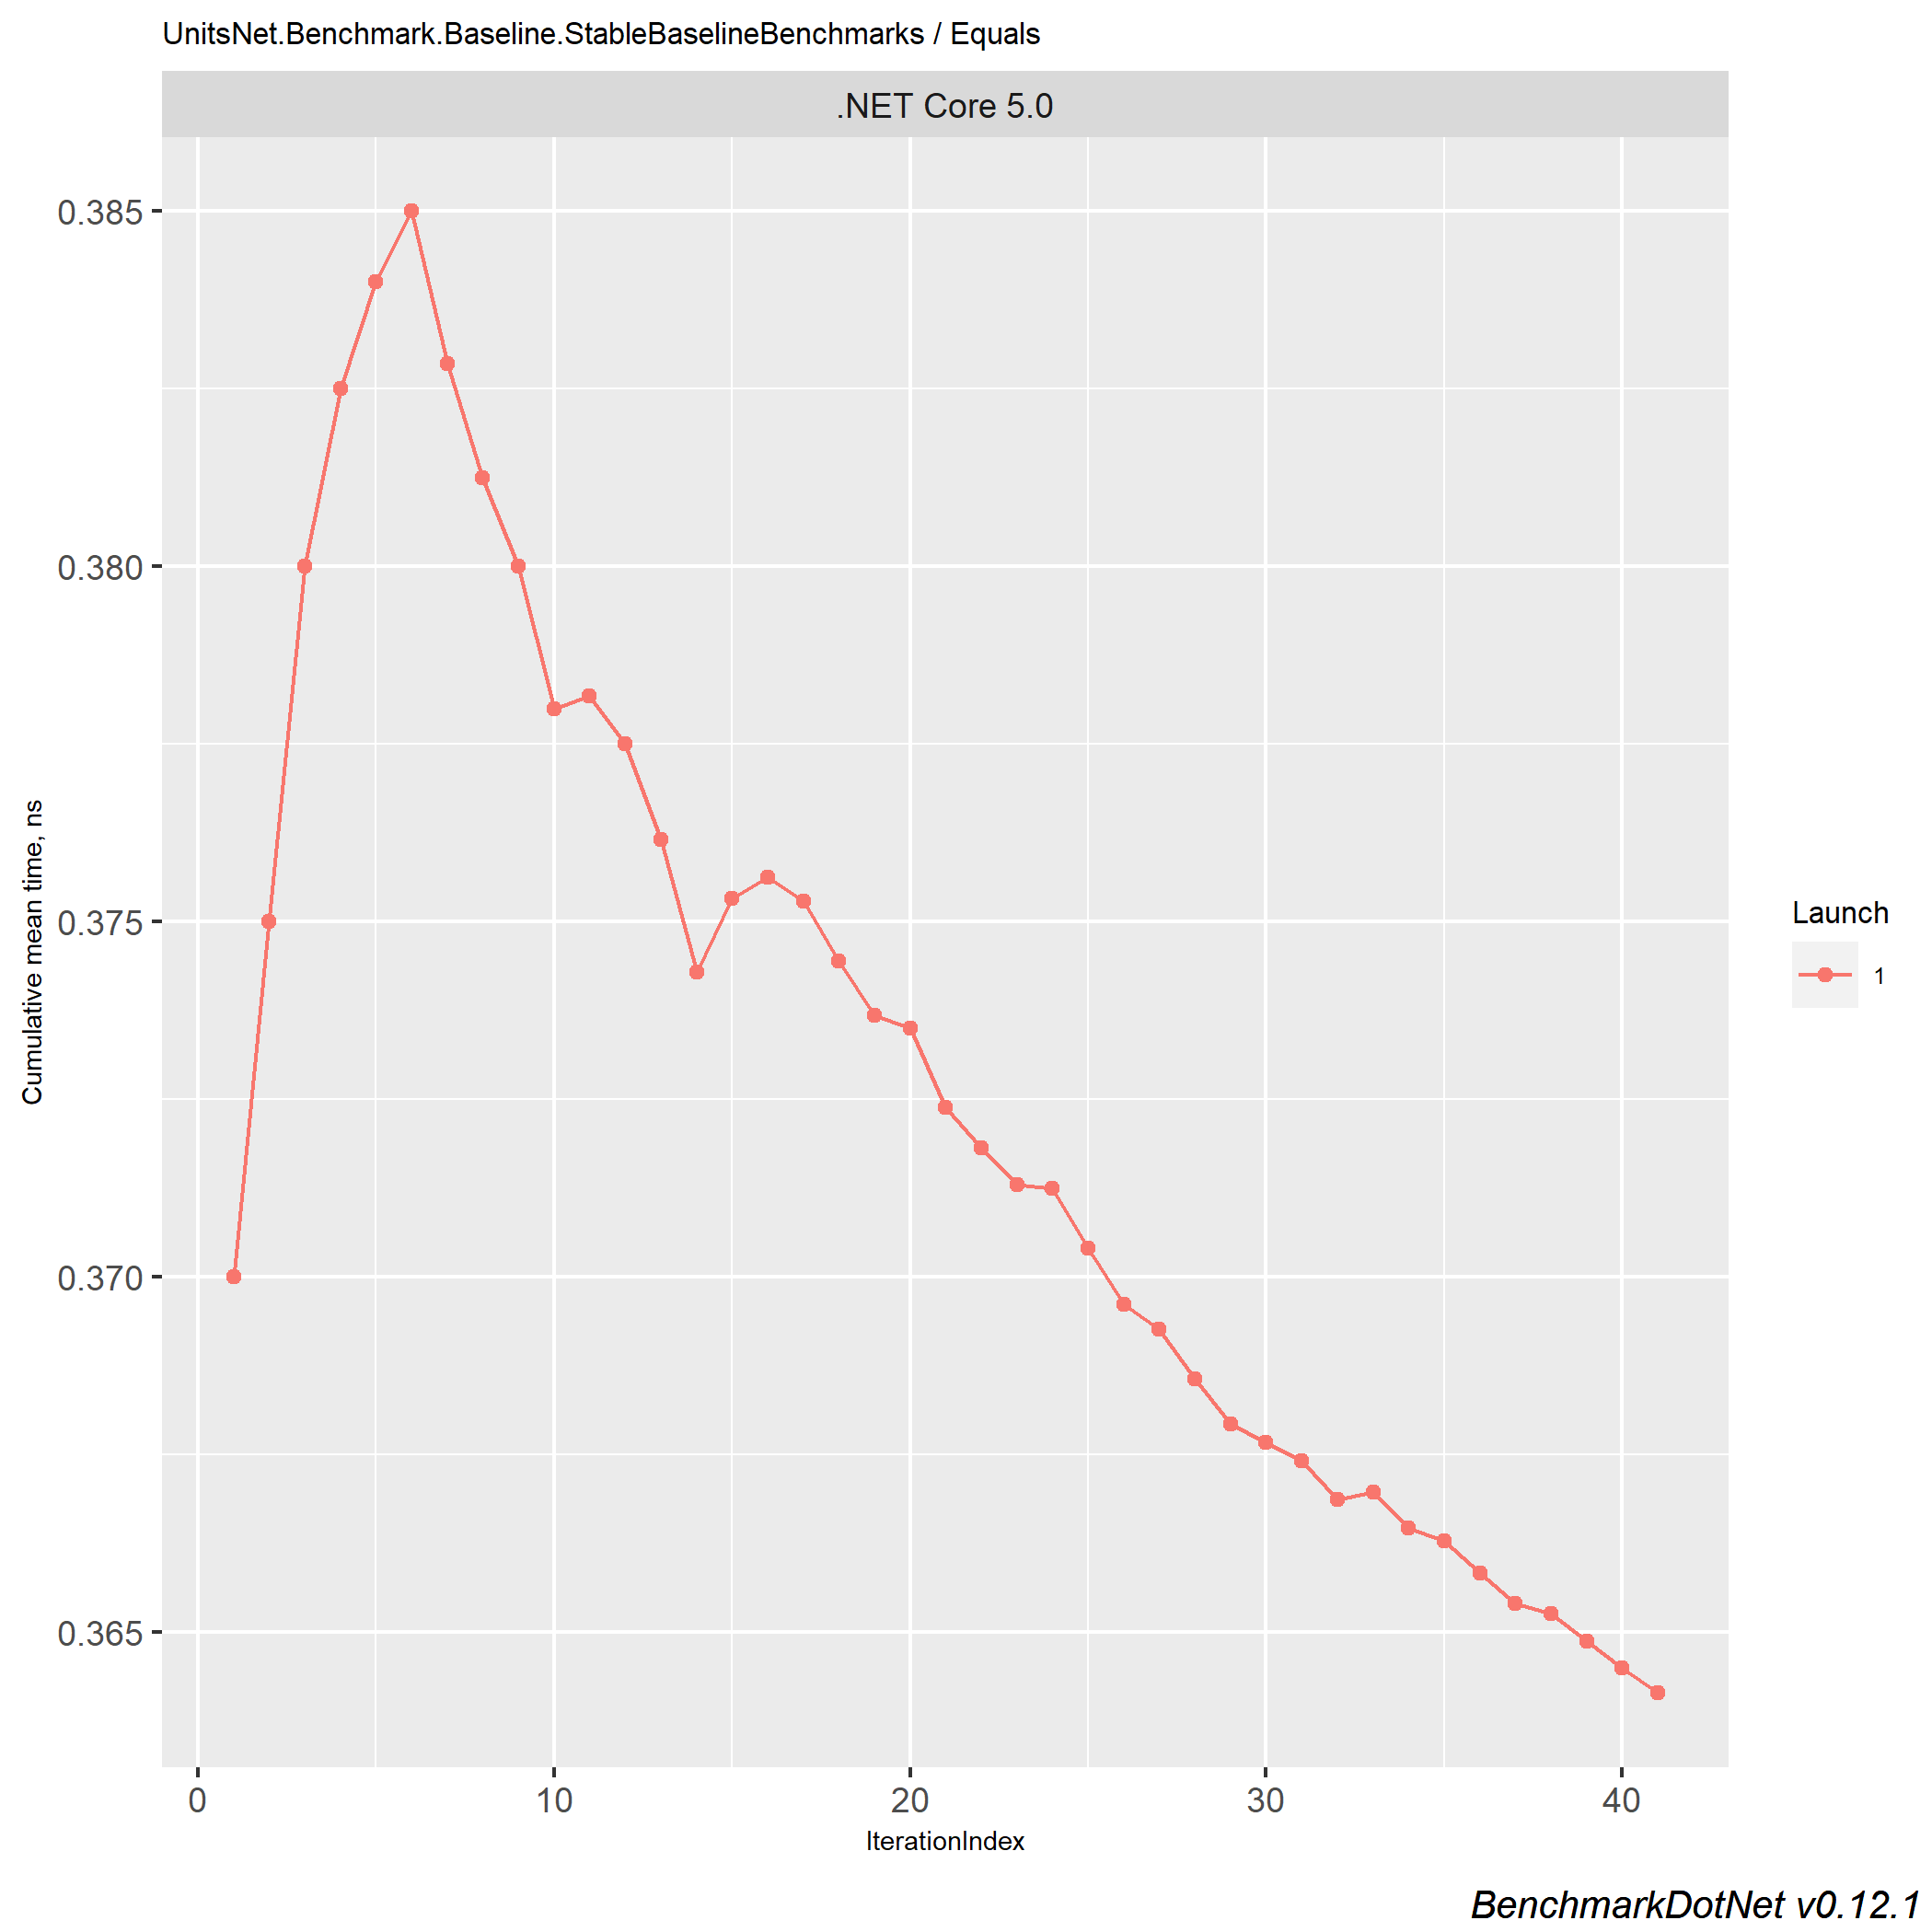 UnitsNet.Benchmark.Baseline.StableBaselineBenchmarks / Equals
.NET Core 5.0
Cumulative mean time, ns
0.385
0.380
0.375
0.370
0.365
0 10 20 30 40
IterationIndex
Launch
1
BenchmarkDotNet v0.12.1